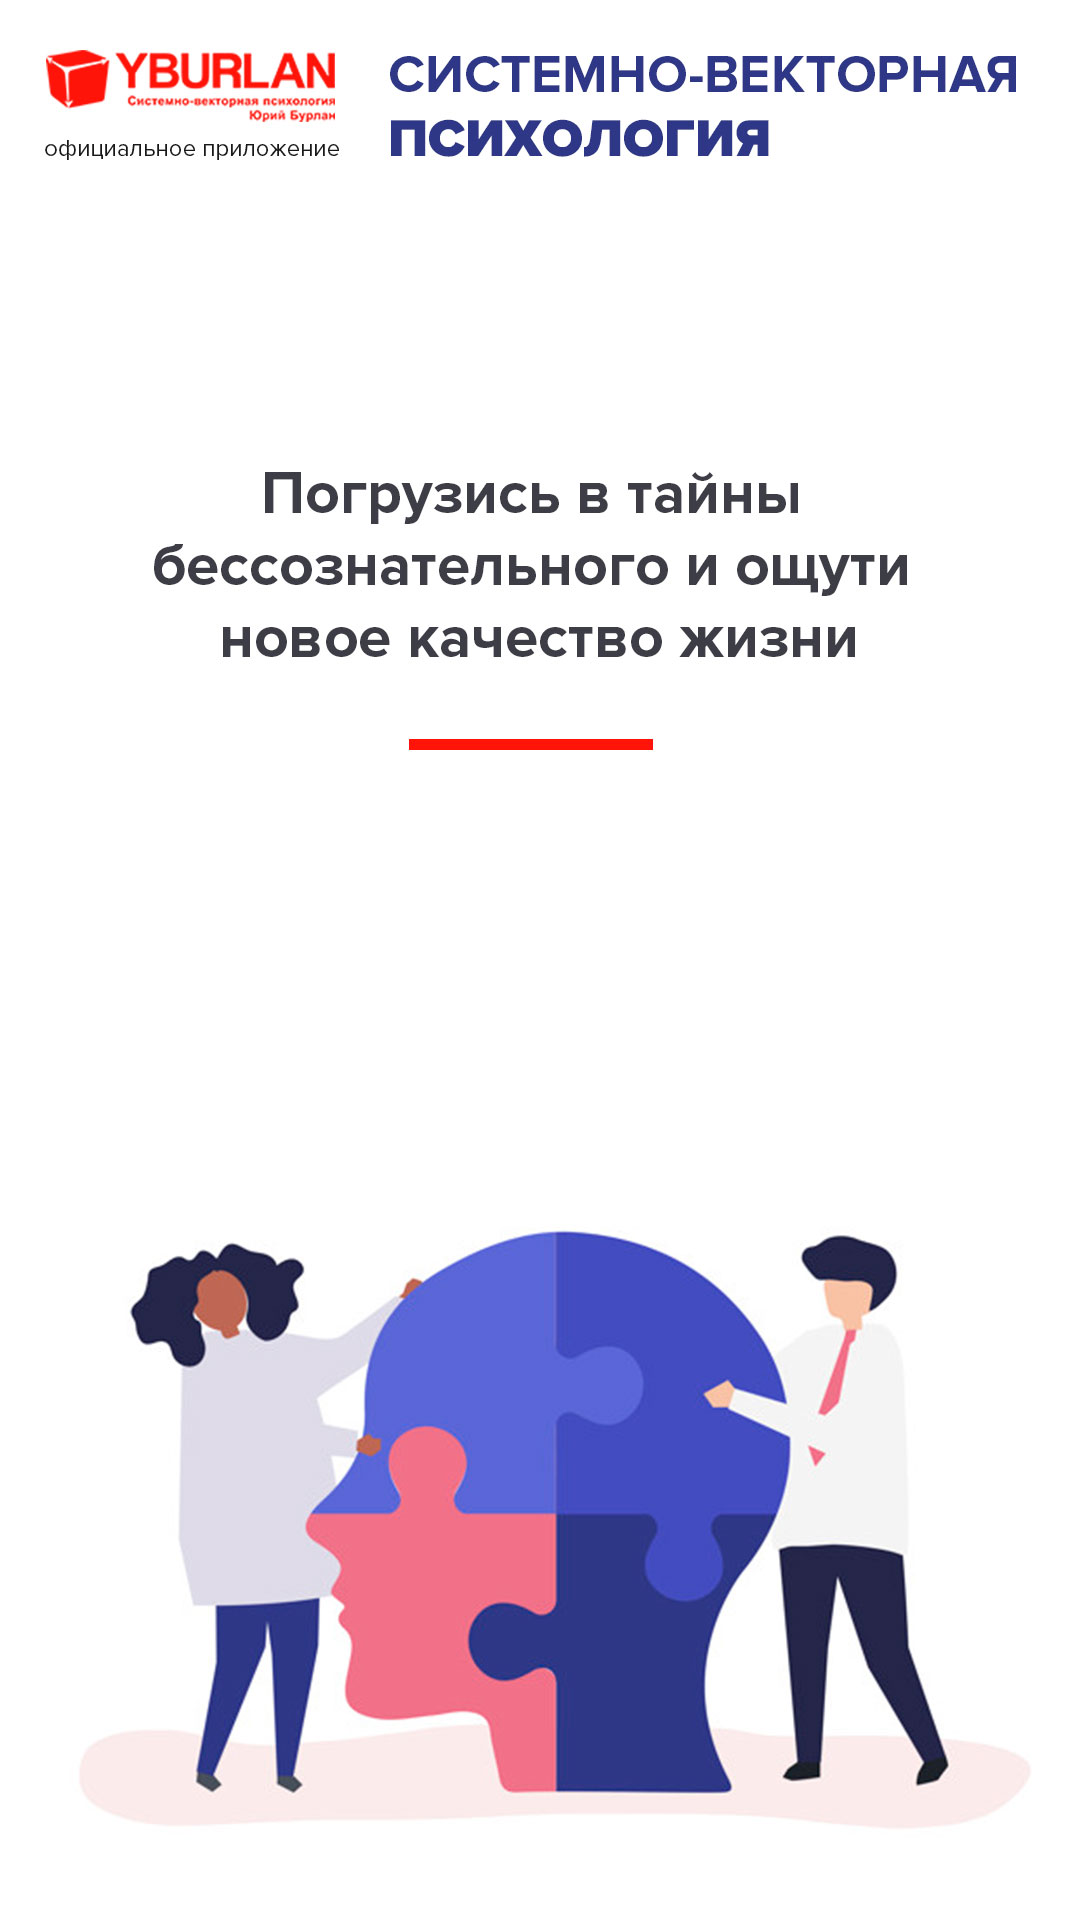 YBURLAN
Системно-векторная психология
Юрий Бурлан
официальное приложение
СИСТЕМНО-ВЕКТОРНАЯ
ПСИХОЛОГИЯ
Погрузись в тайны
бессознательного и ощути
новое качество жизни